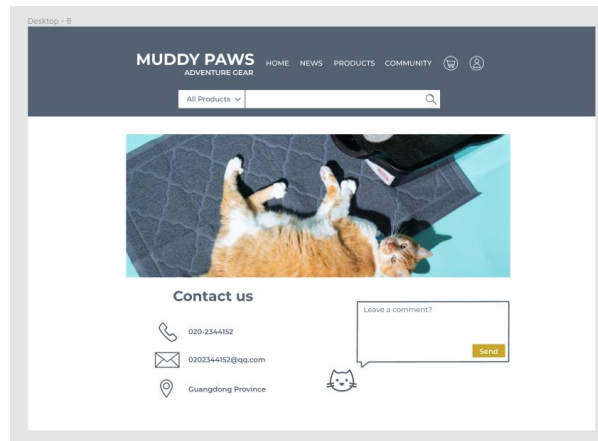 Desktop - 6
MUDDY PAWS
ADVENTURE GEAR
HOME NEWS PRODUCTS COMMUNITY
All Products
Contact us
Leave a comment?
020-2344152
Send
0202344152@qq.com
Guangdong Province